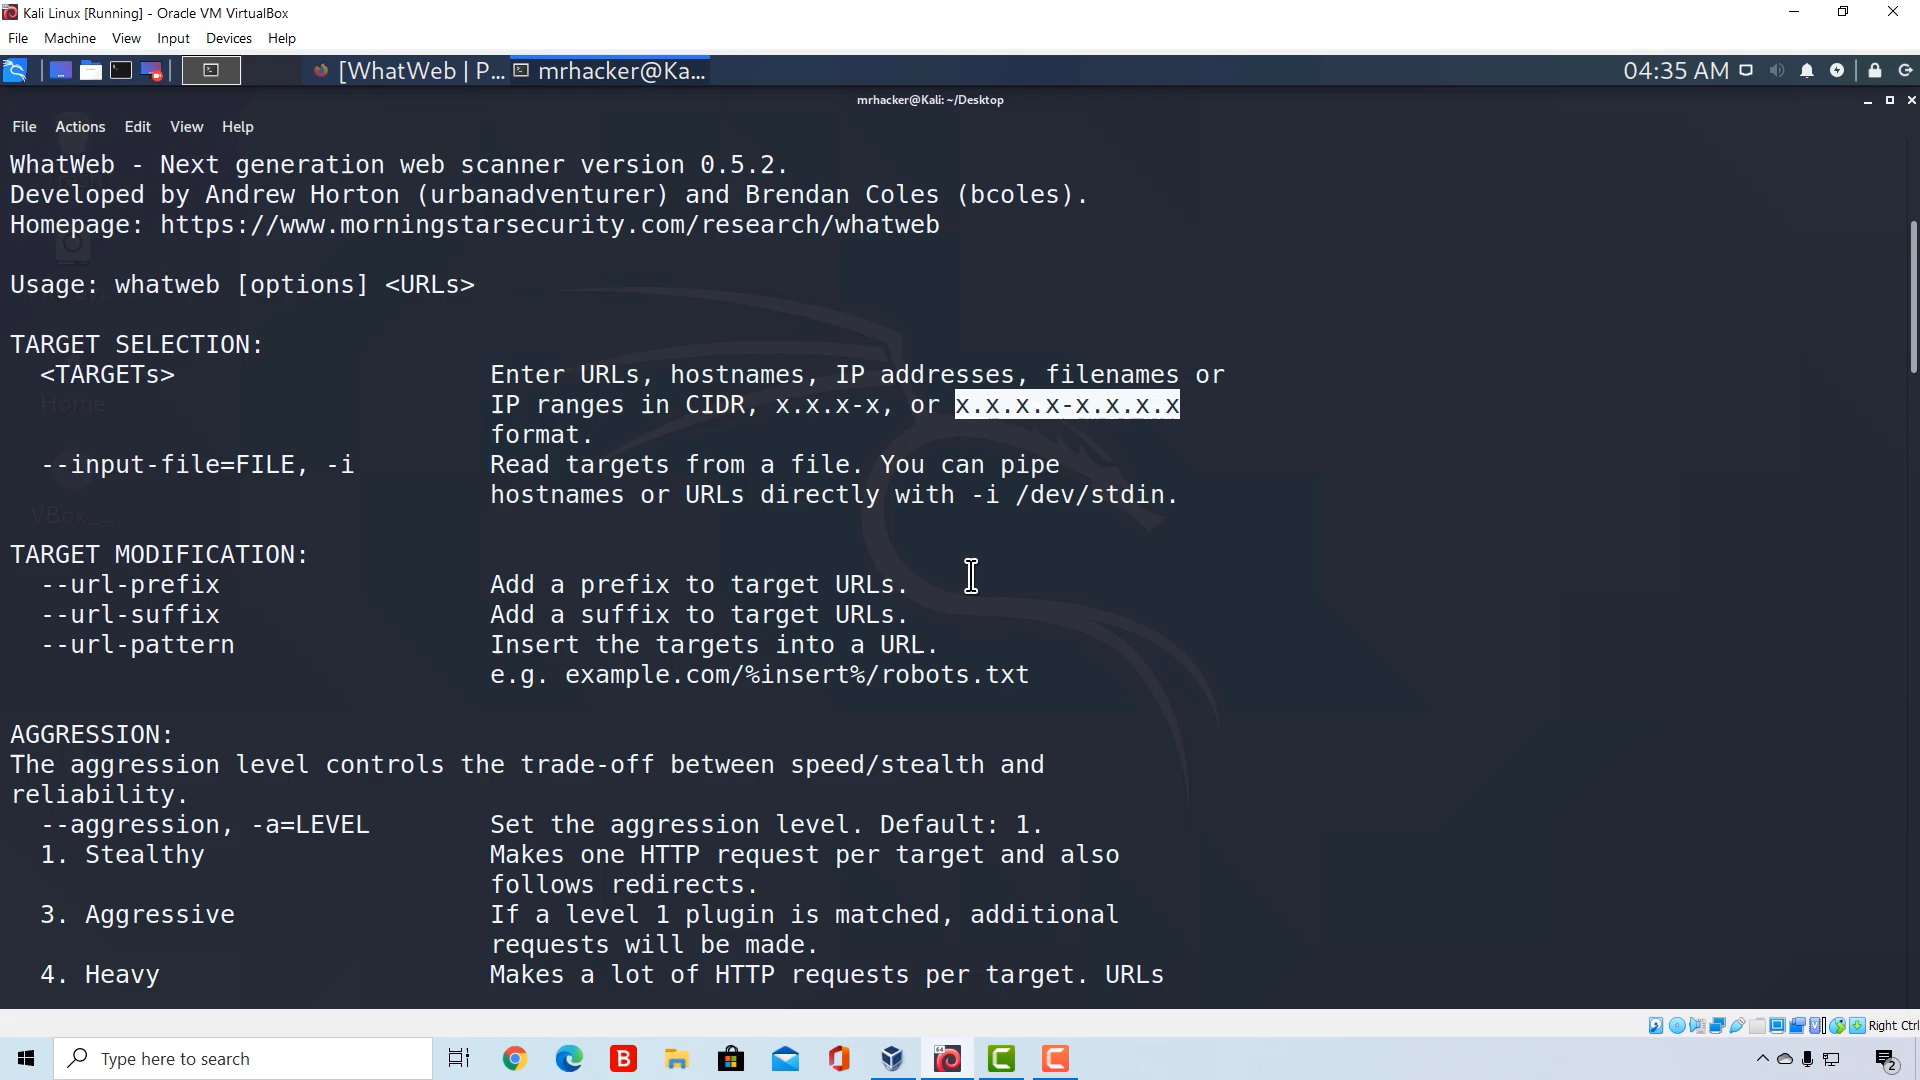 Kali Linux [Running] - Oracle VM VirtualBox
File Machine View Input Devices Help
[WhatWeb | P... mrhacker@Ka... 04:35 AM
mrhacker@Kali: ~/Desktop
File Actions Edit View Help
WhatWeb - Next generation web scanner version 0.5.2.
Developed by Andrew Horton (urbanadventurer) and Brendan Coles (bcoles).
Homepage: https://www.morningstarsecurity.com/research/whatweb
Usage: whatweb [options] <URLs>
TARGET SELECTION:
<TARGETs> Enter URLs, hostnames, IP addresses, filenames or
Home
IP ranges in CIDR, x.x.x-x, or x.x.x.x-x.x.x.x
format.
--input-file=FILE, -i Read targets from a file. You can pipe
hostnames or URLs directly with -i /dev/stdin.
VBox_...
TARGET MODIFICATION:
--url-prefix Add a prefix to target URLs.
--url-suffix Add a suffix to target URLs.
--url-pattern Insert the targets into a URL.
e.g. example.com/%insert%/robots.txt
AGGRESSION:
The aggression level controls the trade-off between speed/stealth and
reliability.
--aggression, -a=LEVEL Set the aggression level. Default: 1.
1. Stealthy Makes one HTTP request per target and also
follows redirects.
3. Aggressive If a level 1 plugin is matched, additional
requests will be made.
4. Heavy Makes a lot of HTTP requests per target. URLs
Right Ctrl
Type here to search
B
64
C
C
2